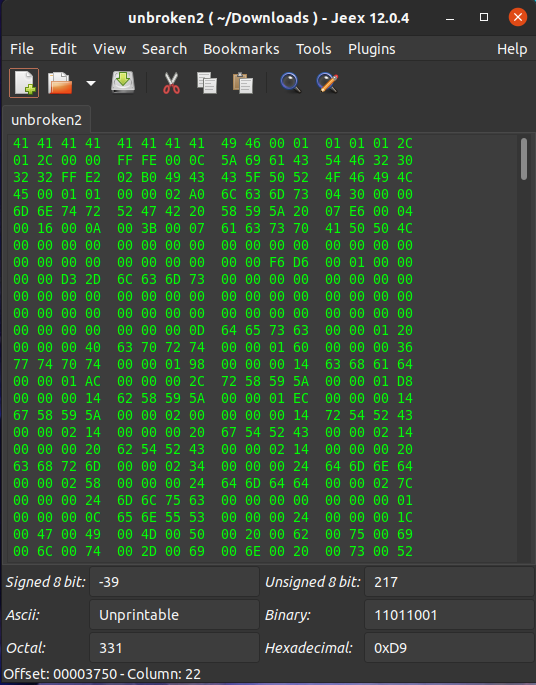 unbroken2 ( ~/Downloads ) - Jeex 12.0.4
File Edit View Search Bookmarks Tools Plugins Help
unbroken2
41 41 41 41 41 41 41 41 49 46 00 01 01 01 01 2C
01 2C 00 00 FF FE 00 0C 5A 69 61 43 54 46 32 30
32 32 FF E2 02 B0 49 43 43 5F 50 52 4F 46 49 4C
45 00 01 01 00 00 02 A0 6C 63 6D 73 04 30 00 00
6D 6E 74 72 52 47 42 20 58 59 5A 20 07 E6 00 04
00 16 00 0A 00 3B 00 07 61 63 73 70 41 50 50 4C
00 00 00 00 00 00 00 00 00 00 00 00 00 00 00 00
00 00 00 00 00 00 00 00 00 00 F6 D6 00 01 00 00
00 00 D3 2D 6C 63 6D 73 00 00 00 00 00 00 00 00
00 00 00 00 00 00 00 00 00 00 00 00 00 00 00 00
00 00 00 00 00 00 00 00 00 00 00 00 00 00 00 00
00 00 00 00 00 00 00 0D 64 65 73 63 00 00 01 20
00 00 00 40 63 70 72 74 00 00 01 60 00 00 00 36
77 74 70 74 00 00 01 98 00 00 00 14 63 68 61 64
00 00 01 AC 00 00 00 2C 72 58 59 5A 00 00 01 D8
00 00 00 14 62 58 59 5A 00 00 01 EC 00 00 00 14
67 58 59 5A 00 00 02 00 00 00 00 14 72 54 52 43
00 00 02 14 00 00 00 20 67 54 52 43 00 00 02 14
00 00 00 20 62 54 52 43 00 00 02 14 00 00 00 20
63 68 72 6D 00 00 02 34 00 00 00 24 64 6D 6E 64
00 00 02 58 00 00 00 24 64 6D 64 64 00 00 02 7C
00 00 00 24 6D 6C 75 63 00 00 00 00 00 00 00 01
00 00 00 0C 65 6E 55 53 00 00 00 24 00 00 00 1C
00 47 00 49 00 4D 00 50 00 20 00 62 00 75 00 69
00 6C 00 74 00 2D 00 69 00 6E 00 20 00 73 00 52
Signed 8 bit: -39 Unsigned 8 bit: 217
Ascii: Unprintable Binary: 11011001
Octal: 331 Hexadecimal: 0xD9
Offset: 00003750 - Column: 22